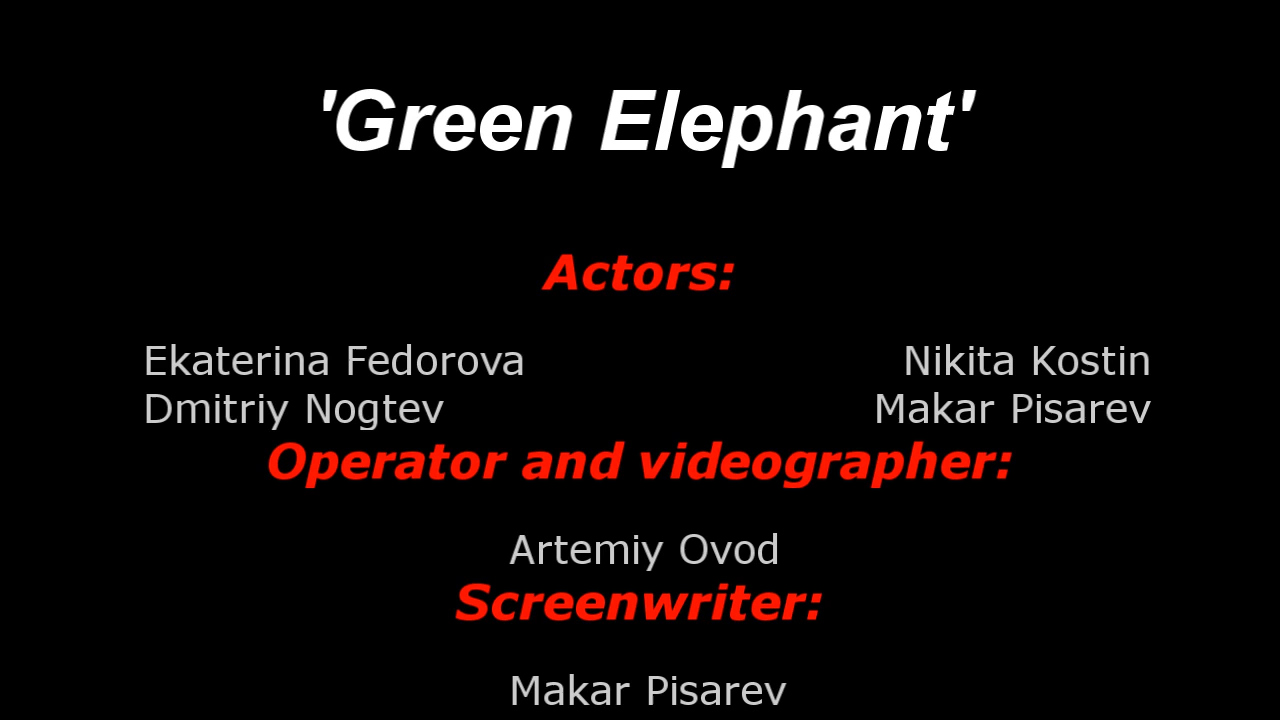 'Green Elephant'
Actors:
Ekaterina Fedorova Nikita Kostin
Dmitriy Nogtev Makar Pisarev
Operator and videographer:
Artemiy Ovod
Screenwriter:
Makar Pisarev